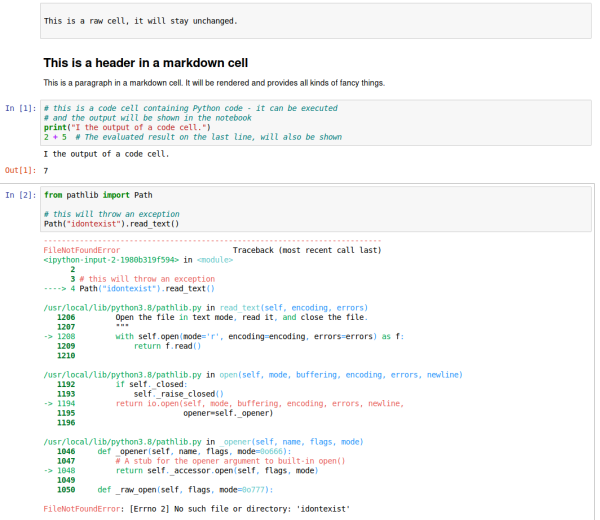 This is a raw cell, it will stay unchanged.
This is a header in a markdown cell
This is a paragraph in a markdown cell. It will be rendered and provides all kinds of fancy things.
In [1]: # this is a code cell containing Python code - it can be executed
# and the output will be shown in the notebook
print("I the output of a code cell.")
2 + 5  # The evaluated result on the last line, will also be shown
I the output of a code cell.
Out[1]: 7
In [2]: from pathlib import Path
# this will throw an exception
Path("idontexist").read_text()
---------------------------------------------------------------------------
FileNotFoundError                         Traceback (most recent call last)
<ipython-input-2-1980b319f594> in <module>
      2
      3 # this will throw an exception
----> 4 Path("idontexist").read_text()
/usr/local/lib/python3.8/pathlib.py in read_text(self, encoding, errors)
   1206         Open the file in text mode, read it, and close the file.
   1207         """
-> 1208         with self.open(mode='r', encoding=encoding, errors=errors) as f:
   1209             return f.read()
   1210
/usr/local/lib/python3.8/pathlib.py in open(self, mode, buffering, encoding, errors, newline)
   1192         if self._closed:
   1193             self._raise_closed()
-> 1194         return io.open(self, mode, buffering, encoding, errors, newline,
   1195                        opener=self._opener)
   1196
/usr/local/lib/python3.8/pathlib.py in _opener(self, name, flags, mode)
   1046     def _opener(self, name, flags, mode=0o666):
   1047         # A stub for the opener argument to built-in open()
-> 1048         return self._accessor.open(self, flags, mode)
   1049
   1050     def _raw_open(self, flags, mode=0o777):
FileNotFoundError: [Errno 2] No such file or directory: 'idontexist'